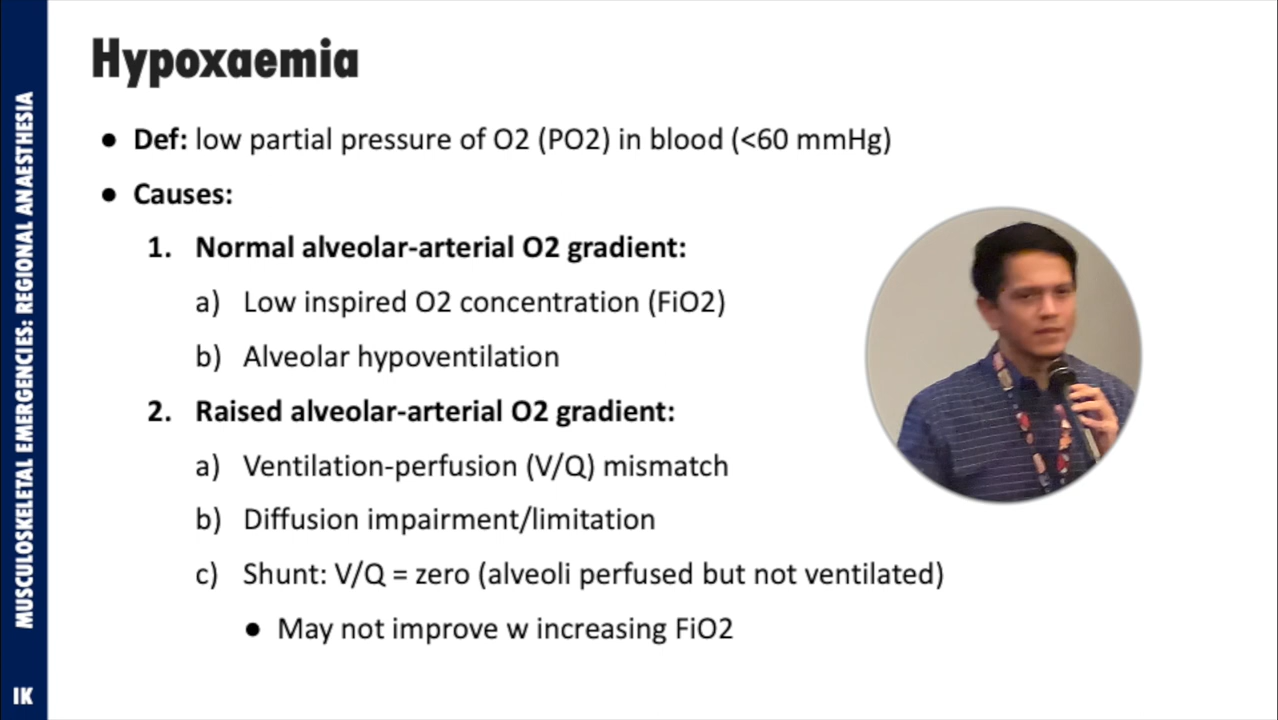 Hypoxaemia
● Def: low partial pressure of O2 (PO2) in blood (<60 mmHg)
● Causes:
1. Normal alveolar-arterial O2 gradient:
a) Low inspired O2 concentration (FiO2)
b) Alveolar hypoventilation
2. Raised alveolar-arterial O2 gradient:
a) Ventilation-perfusion (V/Q) mismatch
b) Diffusion impairment/limitation
c) Shunt: V/Q = zero (alveoli perfused but not ventilated)
● May not improve w increasing FiO2
MUSCULOSKELETAL EMERGENCIES: REGIONAL ANAESTHESIA
IK